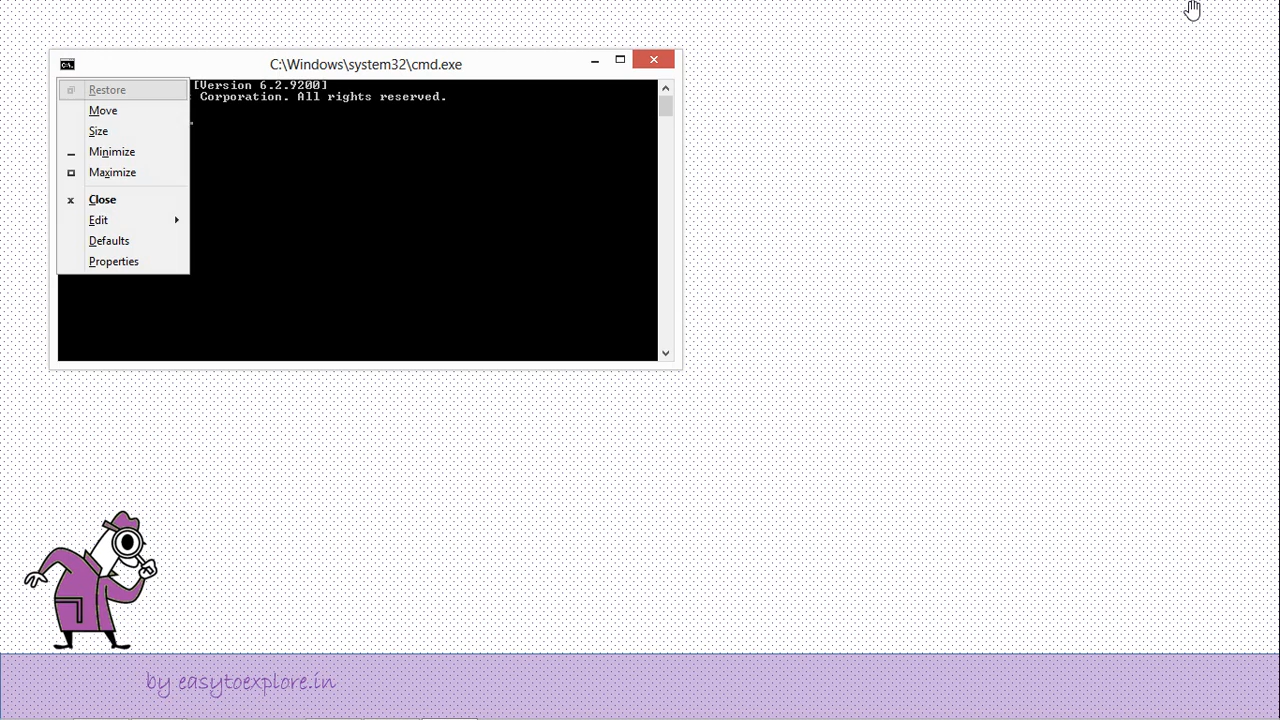 C:\Windows\system32\cmd.exe
[Version 6.2.9200]
Corporation. All rights reserved.
Restore
Move
Size
Minimize
Maximize
Close
Edit
Defaults
Properties
by easytoexplore.in